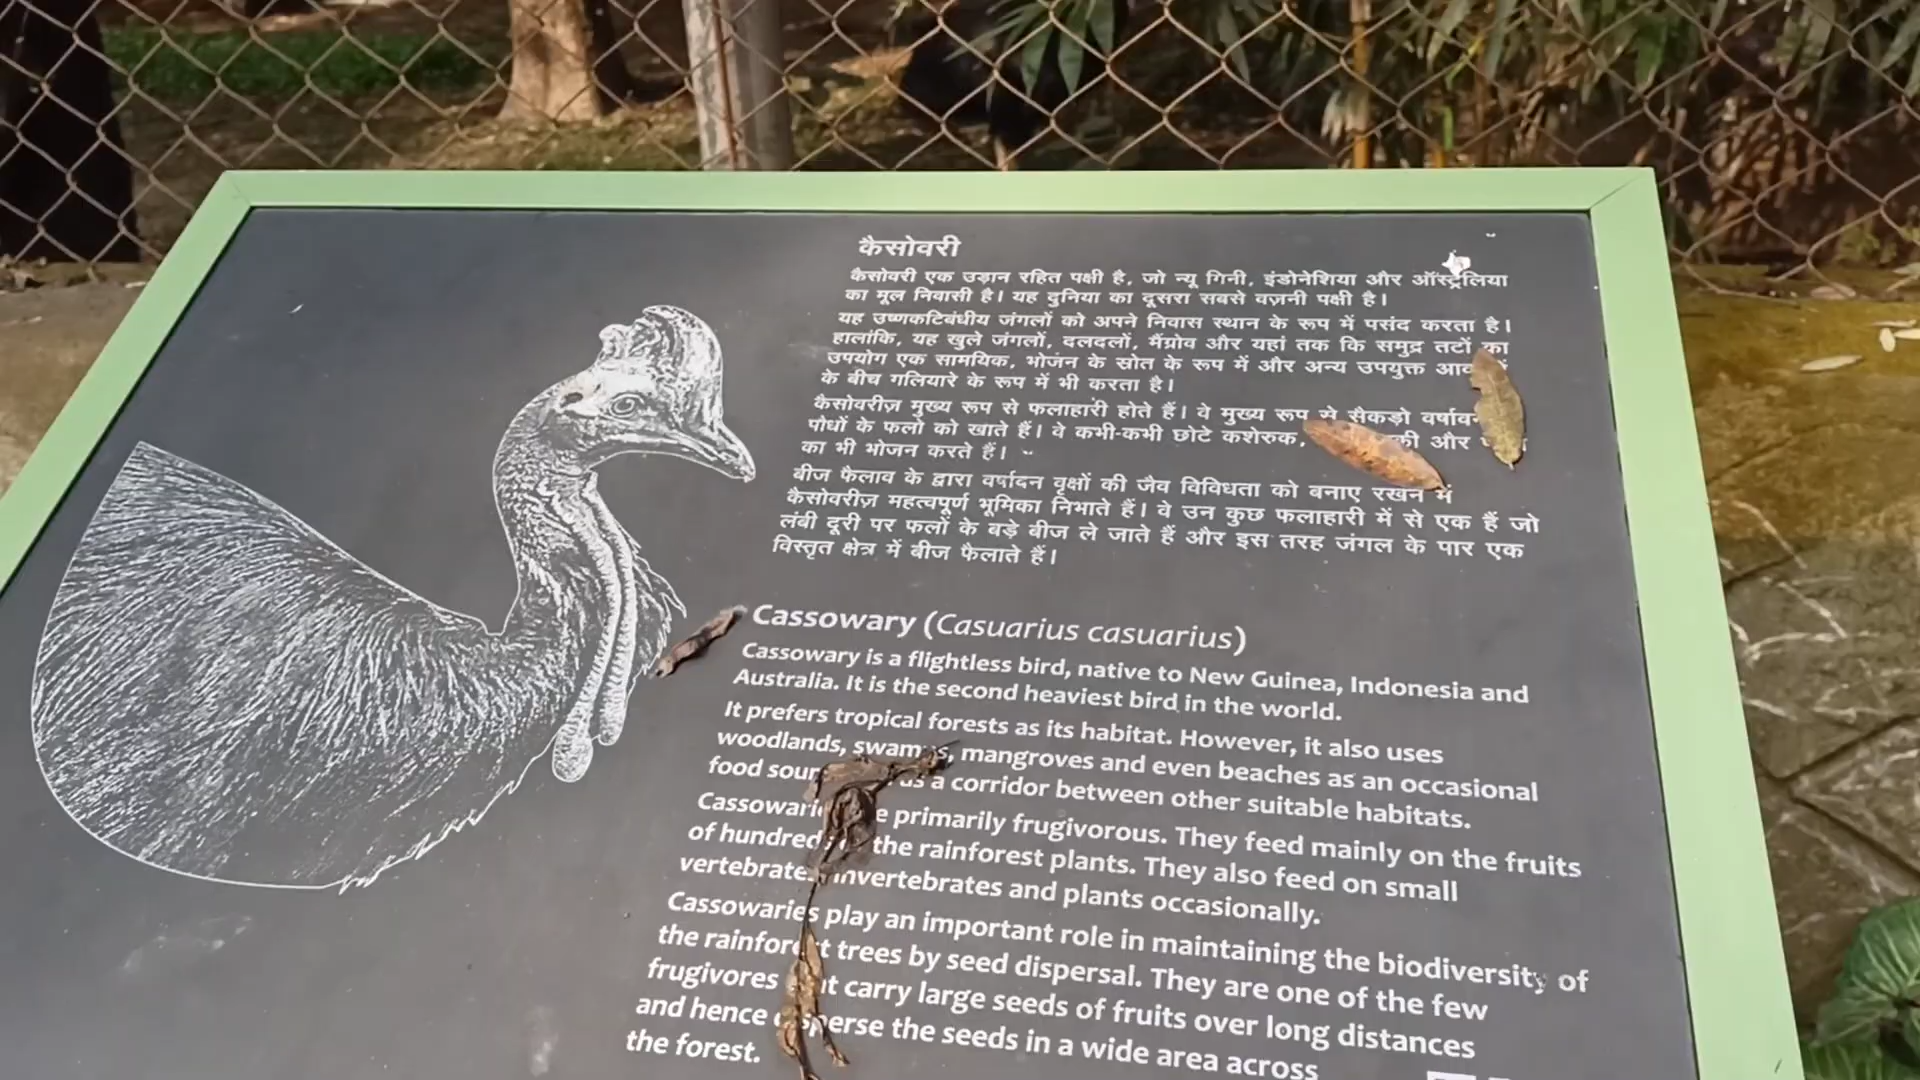 कैसोवरी
कैसोवरी एक उड़ान रहित पक्षी है, जो न्यू गिनी, इंडोनेशिया और ऑस्ट्रेलिया
का मूल निवासी है। यह दुनिया का दूसरा सबसे वज़नी पक्षी है।
यह उष्णकटिबंधीय जंगलों को अपने निवास स्थान के रूप में पसंद करता है।
हालांकि, यह खुले जंगलों, दलदलों, मैंग्रोव और यहां तक कि समुद्र तटों का
उपयोग एक सामयिक, भोजन के स्रोत के रूप में और अन्य उपयुक्त
के बीच गलियारे के रूप में भी करता है।
कैसोवरीज़ मुख्य रूप से फलाहारी होते हैं। वे मुख्य रूप से सैकड़ो
पौधों के फलो को खाते हैं। वे कभी-कभी छोटे कशेरुक, और
का भी भोजन करते हैं।
बीज फैलाव के द्वारा वर्षावन वृक्षों की जैव विविधता को बनाए रखने में
कैसोवरीज़ महत्वपूर्ण भूमिका निभाते हैं। वे उन कुछ फलाहारी में से एक हैं जो
लंबी दूरी पर फलों के बड़े बीज ले जाते हैं और इस तरह जंगल के पार एक
विस्तृत क्षेत्र में बीज फैलाते हैं।
Cassowary (Casuarius casuarius)
Cassowary is a flightless bird, native to New Guinea, Indonesia and
Australia. It is the second heaviest bird in the world.
It prefers tropical forests as its habitat. However, it also uses
woodlands, swamps, mangroves and even beaches as an occasional
food as a corridor between other suitable habitats.
Cassowaries primarily frugivorous. They feed mainly on the fruits
of hundreds the rainforest plants. They also feed on small
vertebrates, invertebrates and plants occasionally.
Cassowaries play an important role in maintaining the biodiversity of
the rainforest trees by seed dispersal. They are one of the few
frugivores that carry large seeds of fruits over long distances
and hence disperse the seeds in a wide area across
the forest.